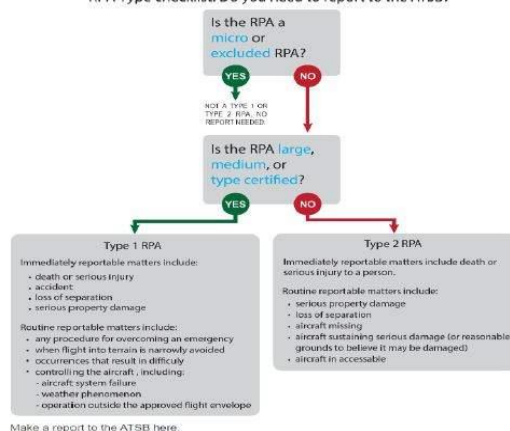 RPA Type checklist: Do you need to report to the ATSB?
Is the RPA a
micro or
excluded RPA?
YES
NO
NOT A TYPE 1 OR
TYPE 2 RPA, NO
REPORT NEEDED.
Is the RPA large,
medium, or
type certified?
YES
NO
Type 1 RPA
Immediately reportable matters include:
• death or serious injury
• accident
• loss of separation
• serious property damage
Routine reportable matters include:
• any procedure for overcoming an emergency
• when flight into terrain is narrowly avoided
• occurrences that result in difficuly
• controlling the aircraft , including:
- aircraft system failure
- weather phenomenon
- operation outside the approved flight envelope
Type 2 RPA
Immediately reportable matters include death or
serious injury to a person.
Routine reportable matters include:
• serious property damage
• loss of separation
• aircraft missing
• aircraft sustaining serious damage (or reasonable
grounds to believe it may be damaged)
• aircraft in accessable
Make a report to the ATSB here.